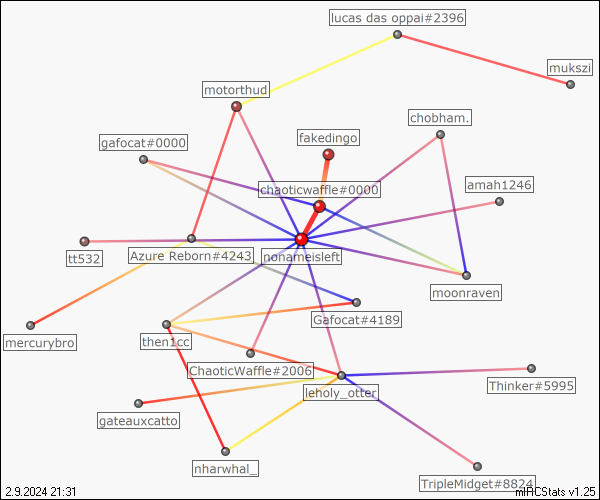 lucas das oppai#2396
mukszi
motorthud
chobham.
fakedingo
gafocat#0000
amah1246
chaoticwaffle#0000
tt532
Azure Reborn#4243
nonameisleft
moonraven
Gafocat#4189
mercurybro
then1cc
ChaoticWaffle#2006
Thinker#5995
leholy_otter
gateauxcatto
nharwhal_
TripleMidget#8824
2.9.2024 21:31
mIRCStats v1.25